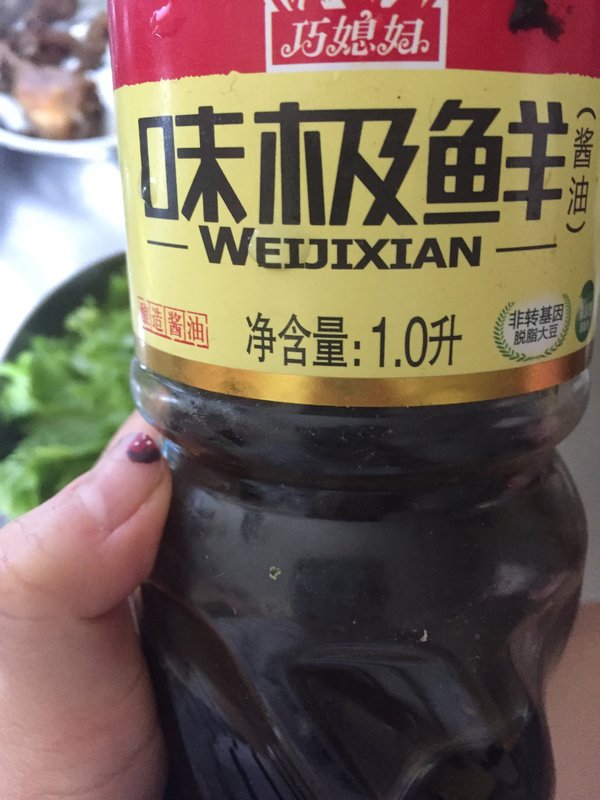 巧媳妇
味极鲜
（酱油）
WEIJIXIAN
酿造酱油
净含量：1.0升
非转基因
脱脂大豆